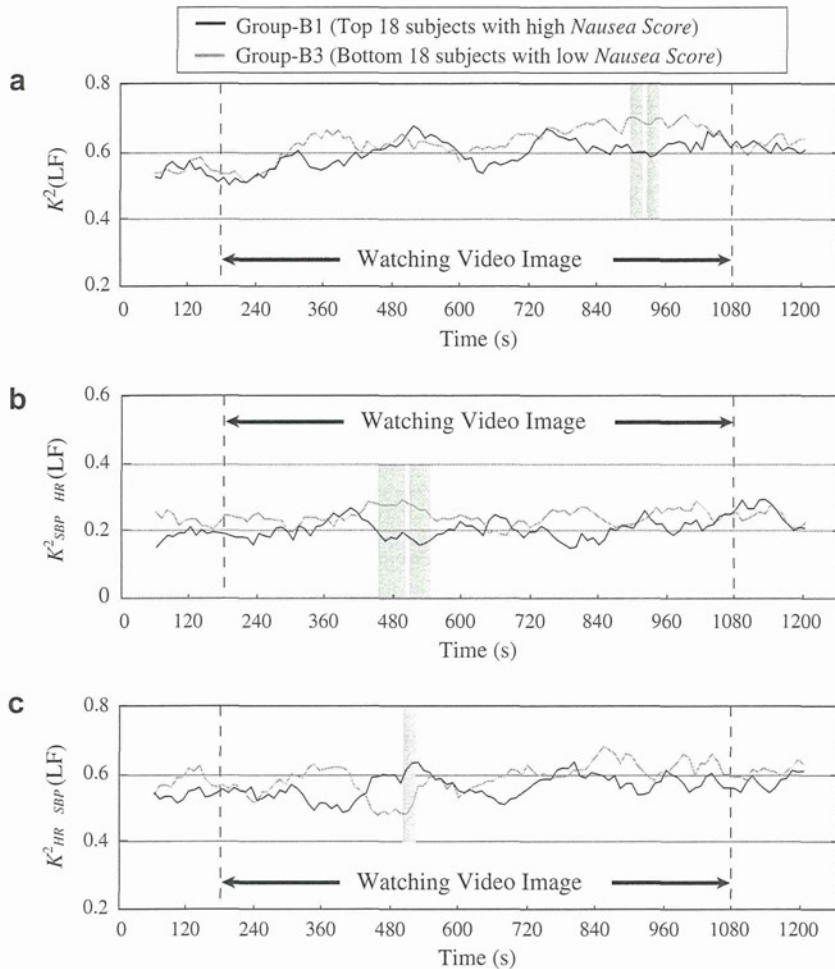 Group-B1 (Top 18 subjects with high Nausea Score)
Group-B3 (Bottom 18 subjects with low Nausea Score)
a
0.8
0.6
0.4
0.2
K²(LF)
Watching Video Image
0 120 240 360 480 600 720 840 960 1080 1200
Time (s)
b
0.6
0.4
0.2
0
K²SBP HR (LF)
Watching Video Image
0 120 240 360 480 600 720 840 960 1080 1200
Time (s)
c
0.8
0.6
0.4
0.2
K²HR SBP (LF)
Watching Video Image
0 120 240 360 480 600 720 840 960 1080 1200
Time (s)